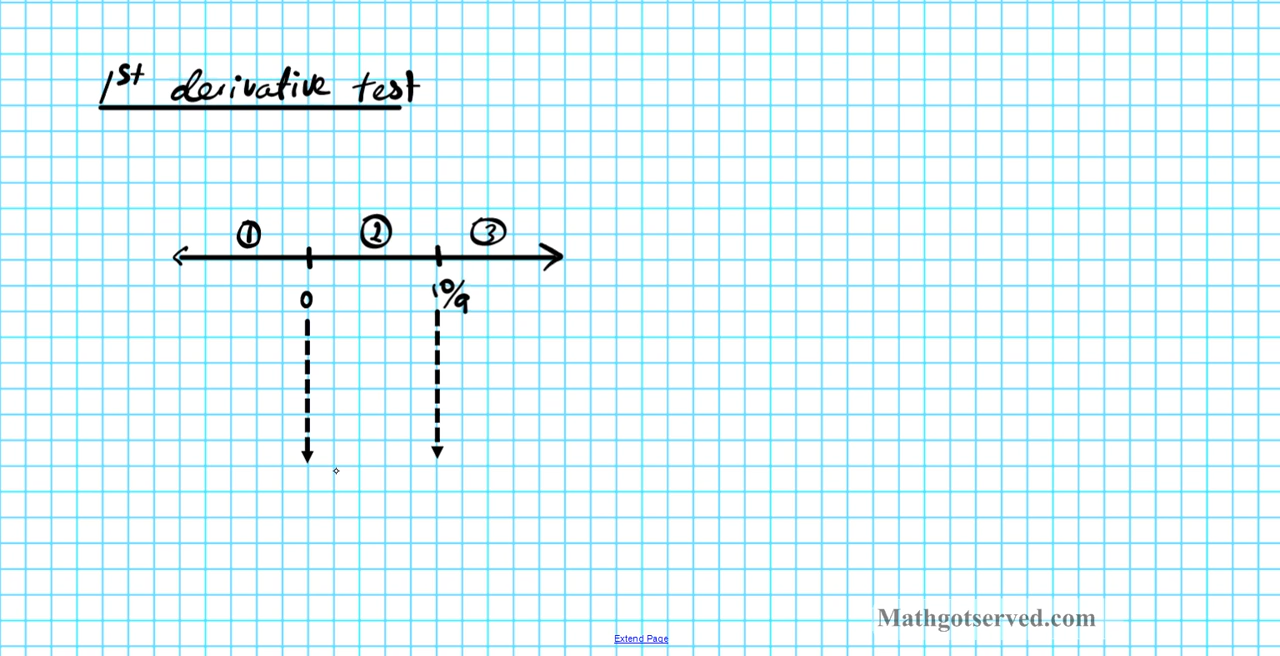 1st derivative test
① ② ③
0 10/9
Mathgotserved.com
Extend Page